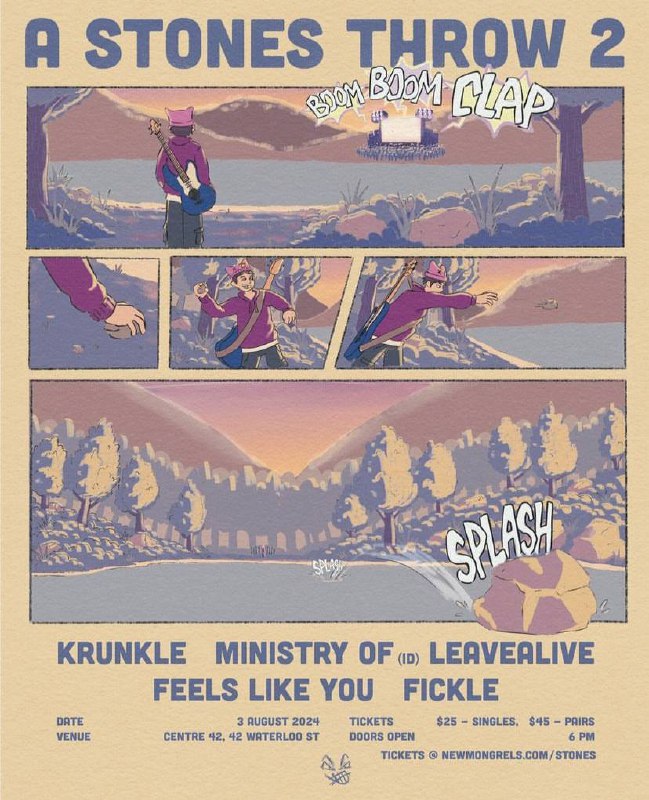 A STONES THROW 2
BOOM BOOM CLAP
SPLASH
SPLASH
KRUNKLE MINISTRY OF (ID) LEAVEALIVE
FEELS LIKE YOU FICKLE
DATE 3 AUGUST 2024 TICKETS $25 – SINGLES, $45 – PAIRS
VENUE CENTRE 42, 42 WATERLOO ST DOORS OPEN 6 PM
TICKETS @ NEWMONGRELS.COM/STONES